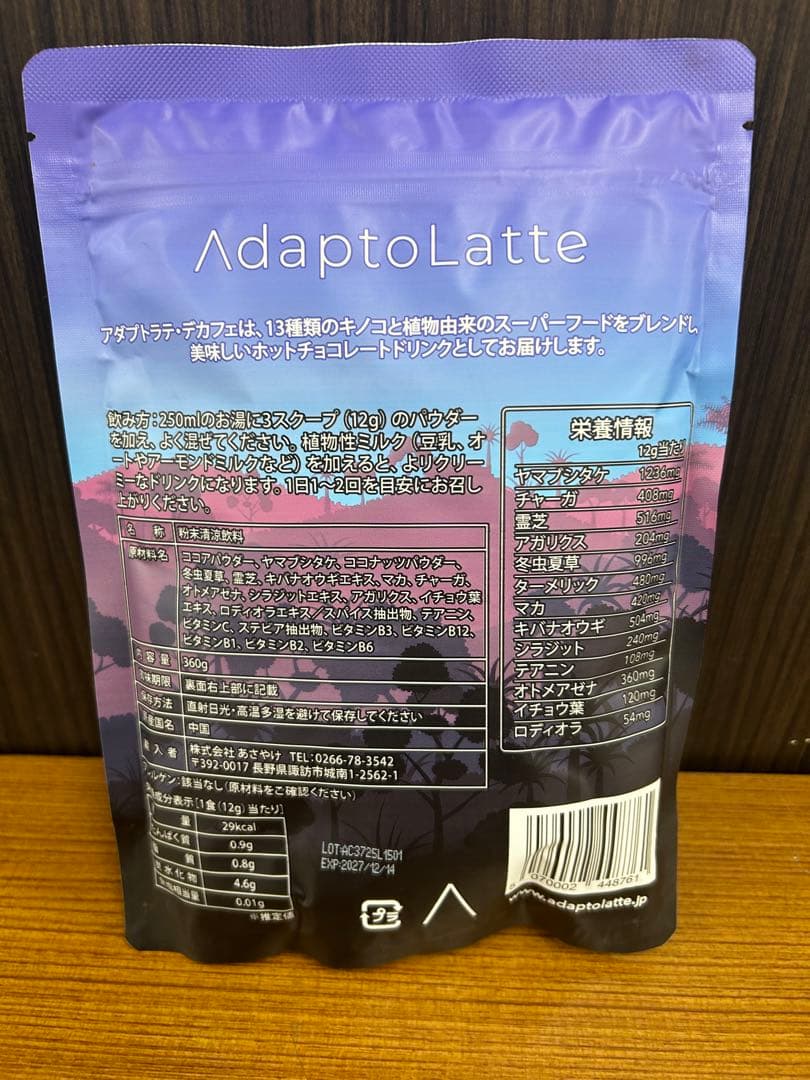 AdaptoLatte
アダプトラテ・デカフェは、13種類のキノコと植物由来のスーパーフードをブレンドし、
美味しいホットチョコレートドリンクとしてお届けします。
飲み方：250mlのお湯に3スクープ（12g）のパウダー
を加え、よく混ぜてください。植物性ミルク（豆乳、オ
ートやアーモンドミルクなど）を加えると、よりクリー
ミーなドリンクになります。1日1〜2回を目安にお召し
上がりください。
名 称 粉末清涼飲料
原材料名 ココアパウダー、ヤマブシタケ、ココナッツパウダー、
冬虫夏草、霊芝、キバナオウギエキス、マカ、チャーガ、
オトメアゼナ、シラジットエキス、アガリクス、イチョウ葉
エキス、ロディオラエキス／スパイス抽出物、テアニン、
ビタミンC、ステビア抽出物、ビタミンB3、ビタミンB12、
ビタミンB1、ビタミンB2、ビタミンB6
内容量 360g
賞味期限 裏面右上部に記載
保存方法 直射日光・高温多湿を避けて保存してください
原産国名 中国
輸入者 株式会社 あさやけ TEL:0266-78-3542
〒392-0017 長野県諏訪市城南1-2562-1
アレルゲン：該当なし（原材料をご確認ください）
成分表示［1食（12g）当たり］
量 29kcal
たんぱく質 0.9g
質 0.8g
炭水化物 4.6g
食塩相当量 0.01g
※推定値
栄養情報
12g当たり
ヤマブシタケ 1236mg
チャーガ 408mg
霊芝 516mg
アガリクス 204mg
冬虫夏草 996mg
ターメリック 480mg
マカ 420mg
キバナオウギ 504mg
シラジット 240mg
テアニン 108mg
オトメアゼナ 360mg
イチョウ葉 120mg
ロディオラ 54mg
LOT:AC3725L1501
EXP:2027/12/14
プラ
070002 448761
www.adaptolatte.jp